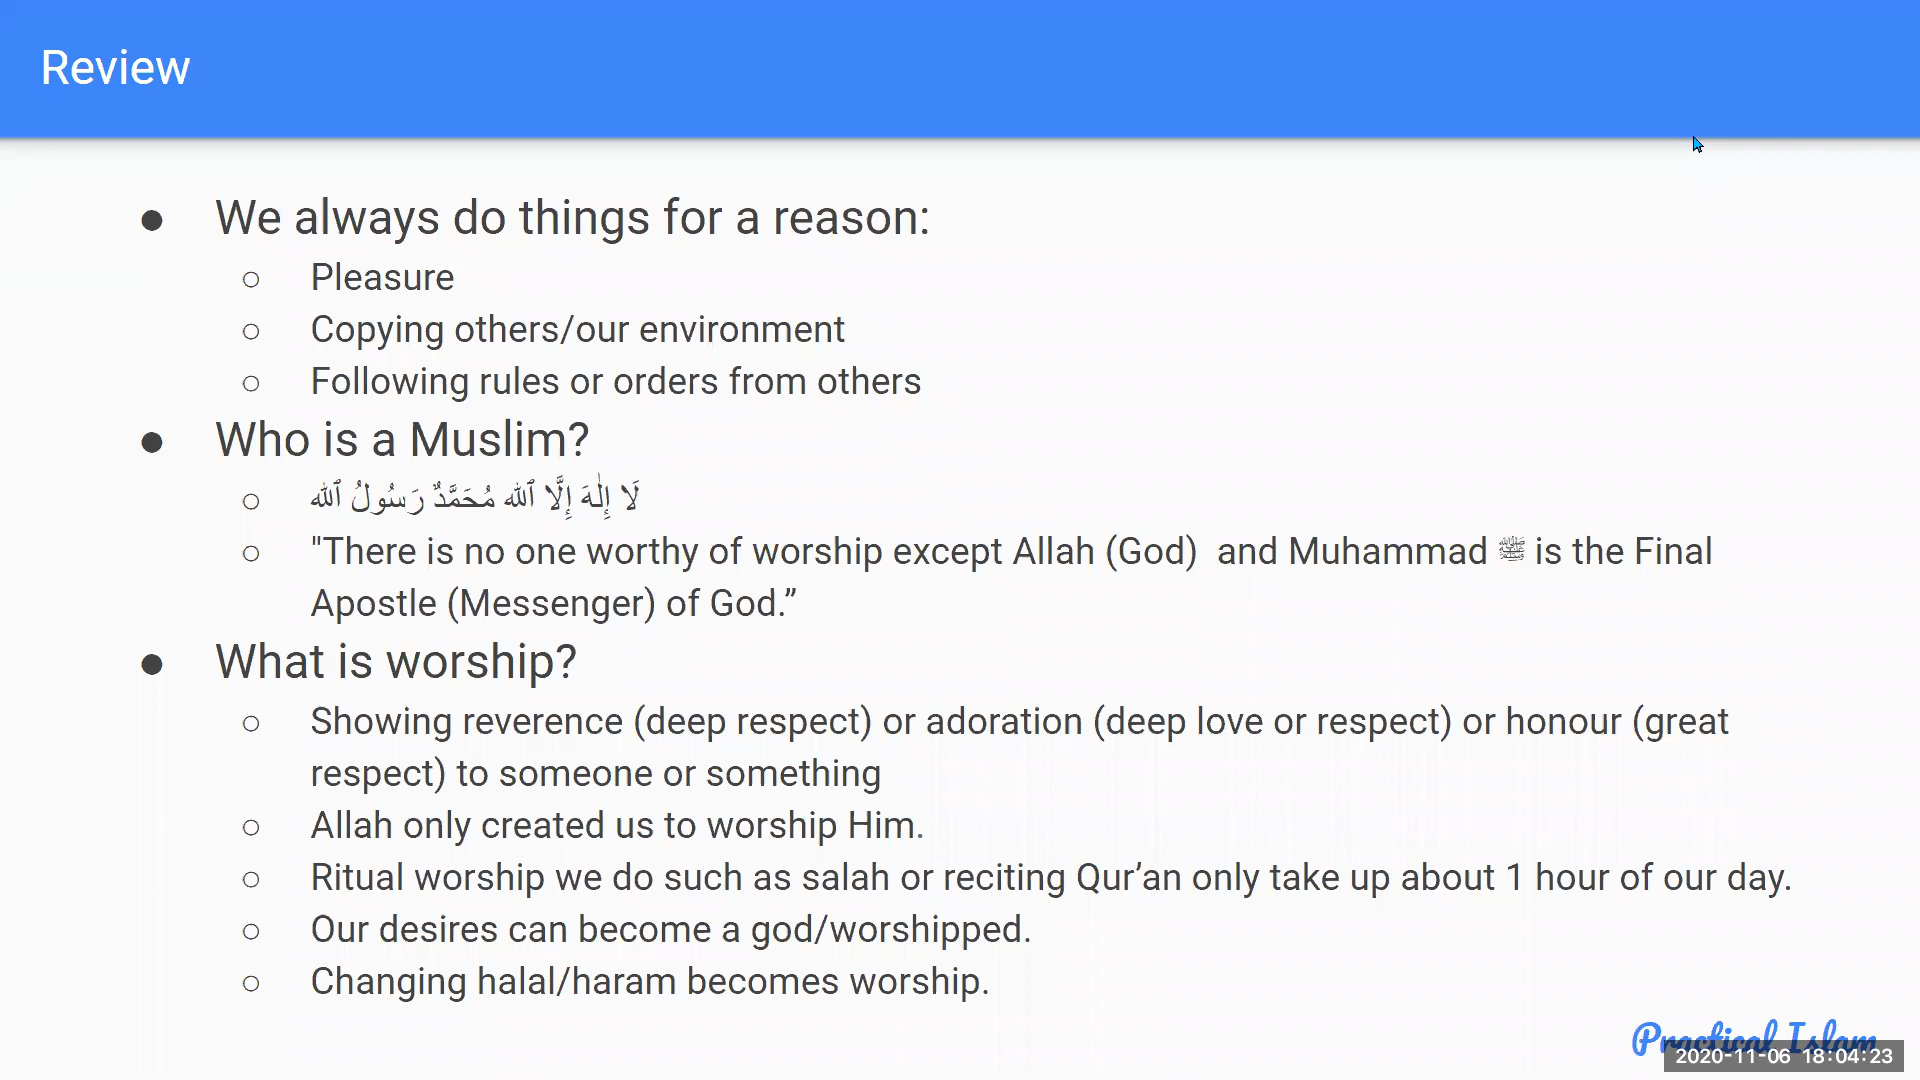 Review
● We always do things for a reason:
○ Pleasure
○ Copying others/our environment
○ Following rules or orders from others
● Who is a Muslim?
○ لَا إِلٰهَ إِلَّا ٱلله مُحَمَّدٌ رَسُولُ ٱلله
○ "There is no one worthy of worship except Allah (God)  and Muhammad ﷺ is the Final
Apostle (Messenger) of God.”
● What is worship?
○ Showing reverence (deep respect) or adoration (deep love or respect) or honour (great
respect) to someone or something
○ Allah only created us to worship Him.
○ Ritual worship we do such as salah or reciting Qur’an only take up about 1 hour of our day.
○ Our desires can become a god/worshipped.
○ Changing halal/haram becomes worship.
Practical Islam
2020-11-06 18:04:23